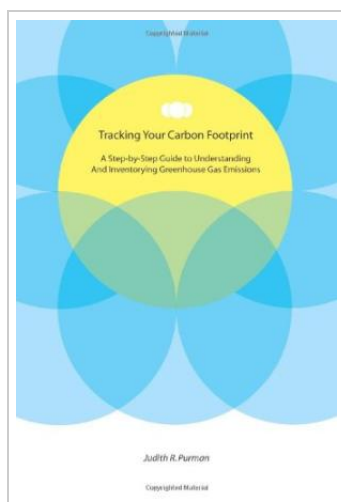 Copyrighted Material
Tracking Your Carbon Footprint
A Step-by-Step Guide to Understanding
And Inventorying Greenhouse Gas Emissions
Judith R. Purman
Copyrighted Material